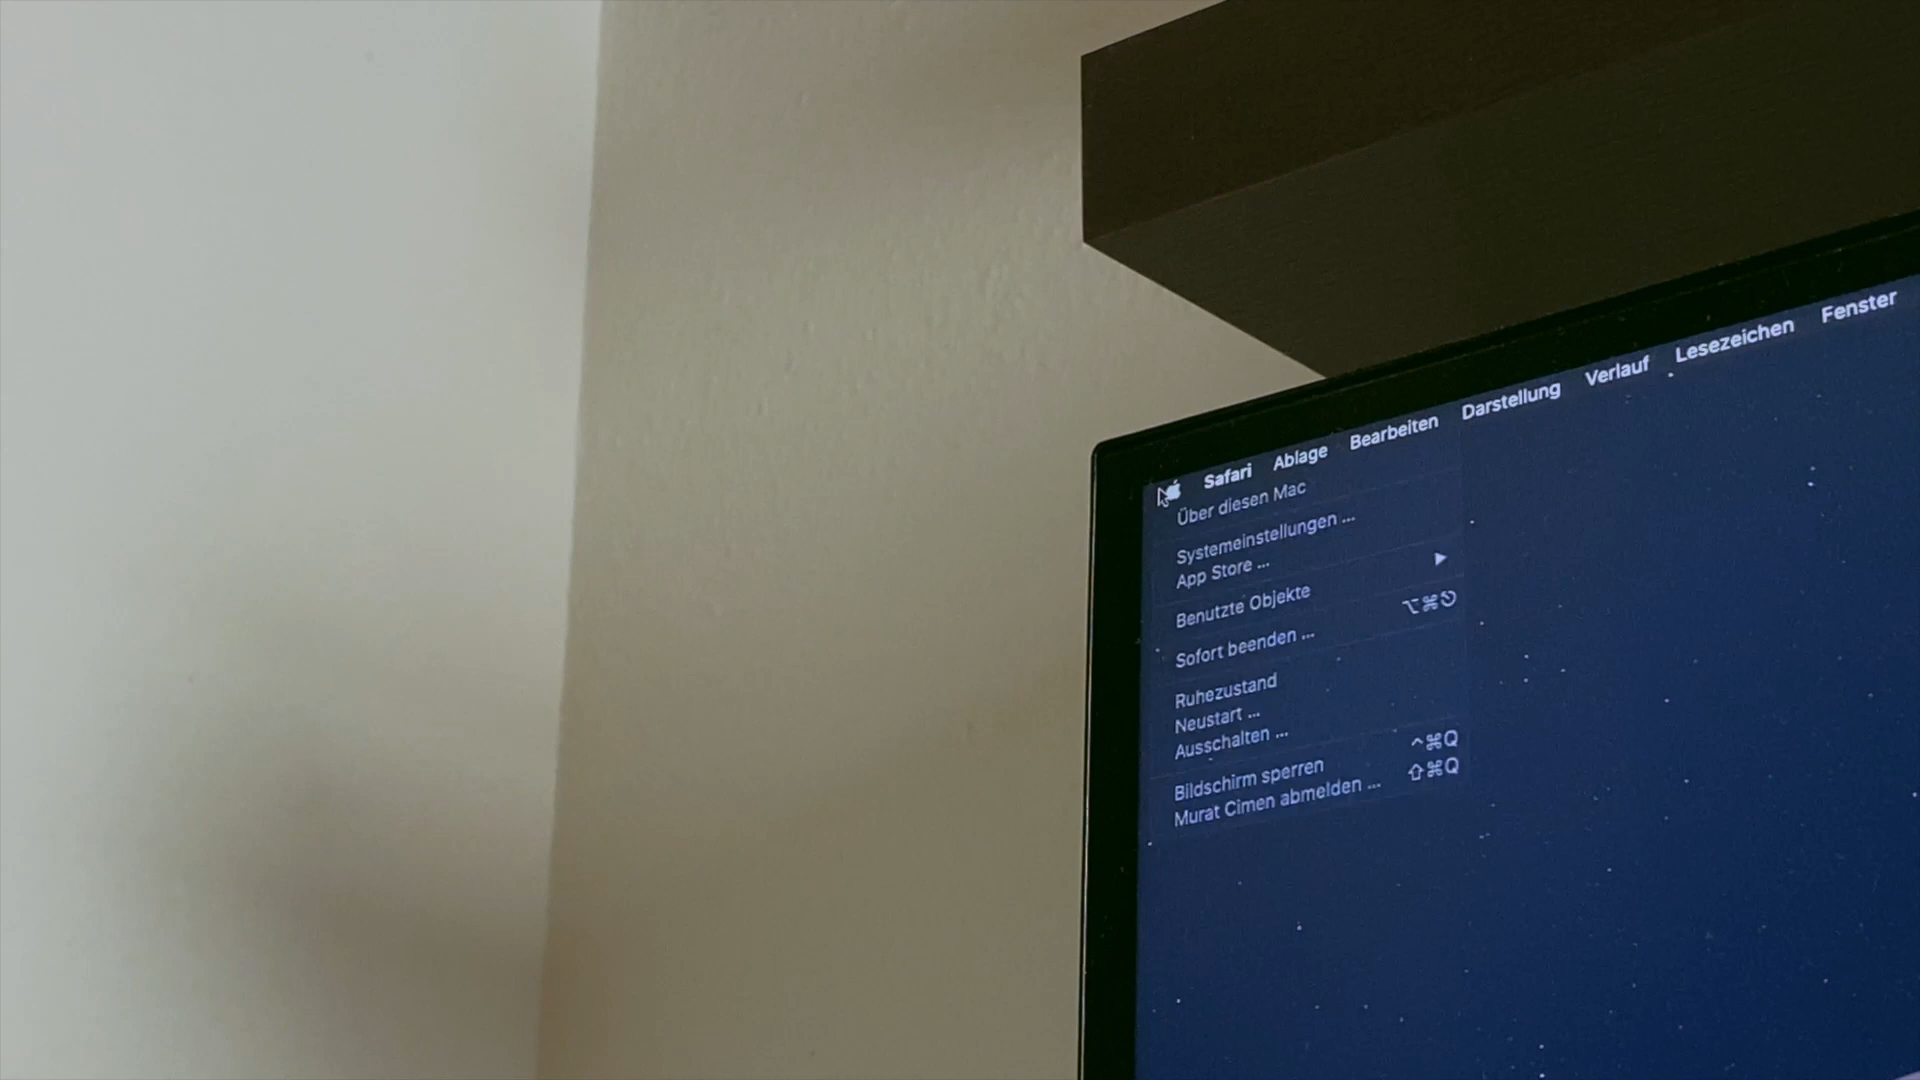 Safari Ablage Bearbeiten Darstellung Verlauf Lesezeichen Fenster
Über diesen Mac
Systemeinstellungen ...
App Store ...
Benutzte Objekte ▶
Sofort beenden ... ⌥⌘⎋
Ruhezustand
Neustart ...
Ausschalten ...
Bildschirm sperren ^⌘Q
Murat Cimen abmelden ... ⇧⌘Q